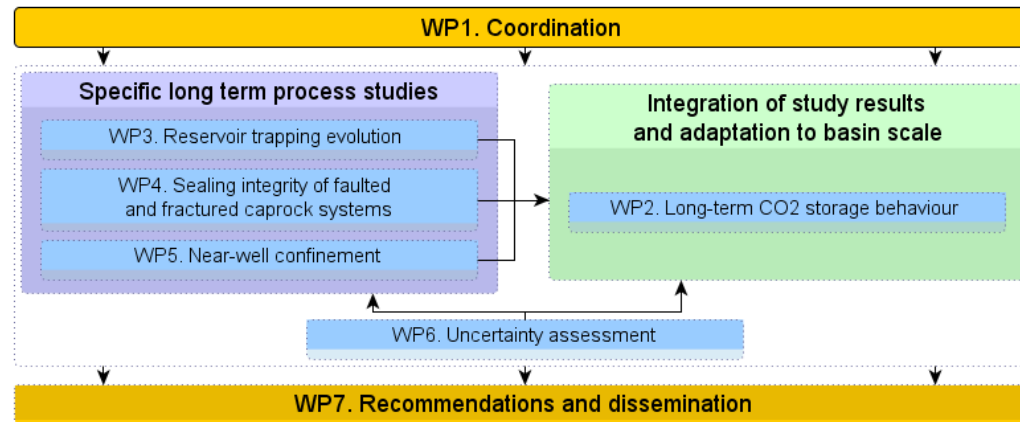 WP1. Coordination
Specific long term process studies
WP3. Reservoir trapping evolution
WP4. Sealing integrity of faulted
and fractured caprock systems
WP5. Near-well confinement
Integration of study results
and adaptation to basin scale
WP2. Long-term CO2 storage behaviour
WP6. Uncertainty assessment
WP7. Recommendations and dissemination